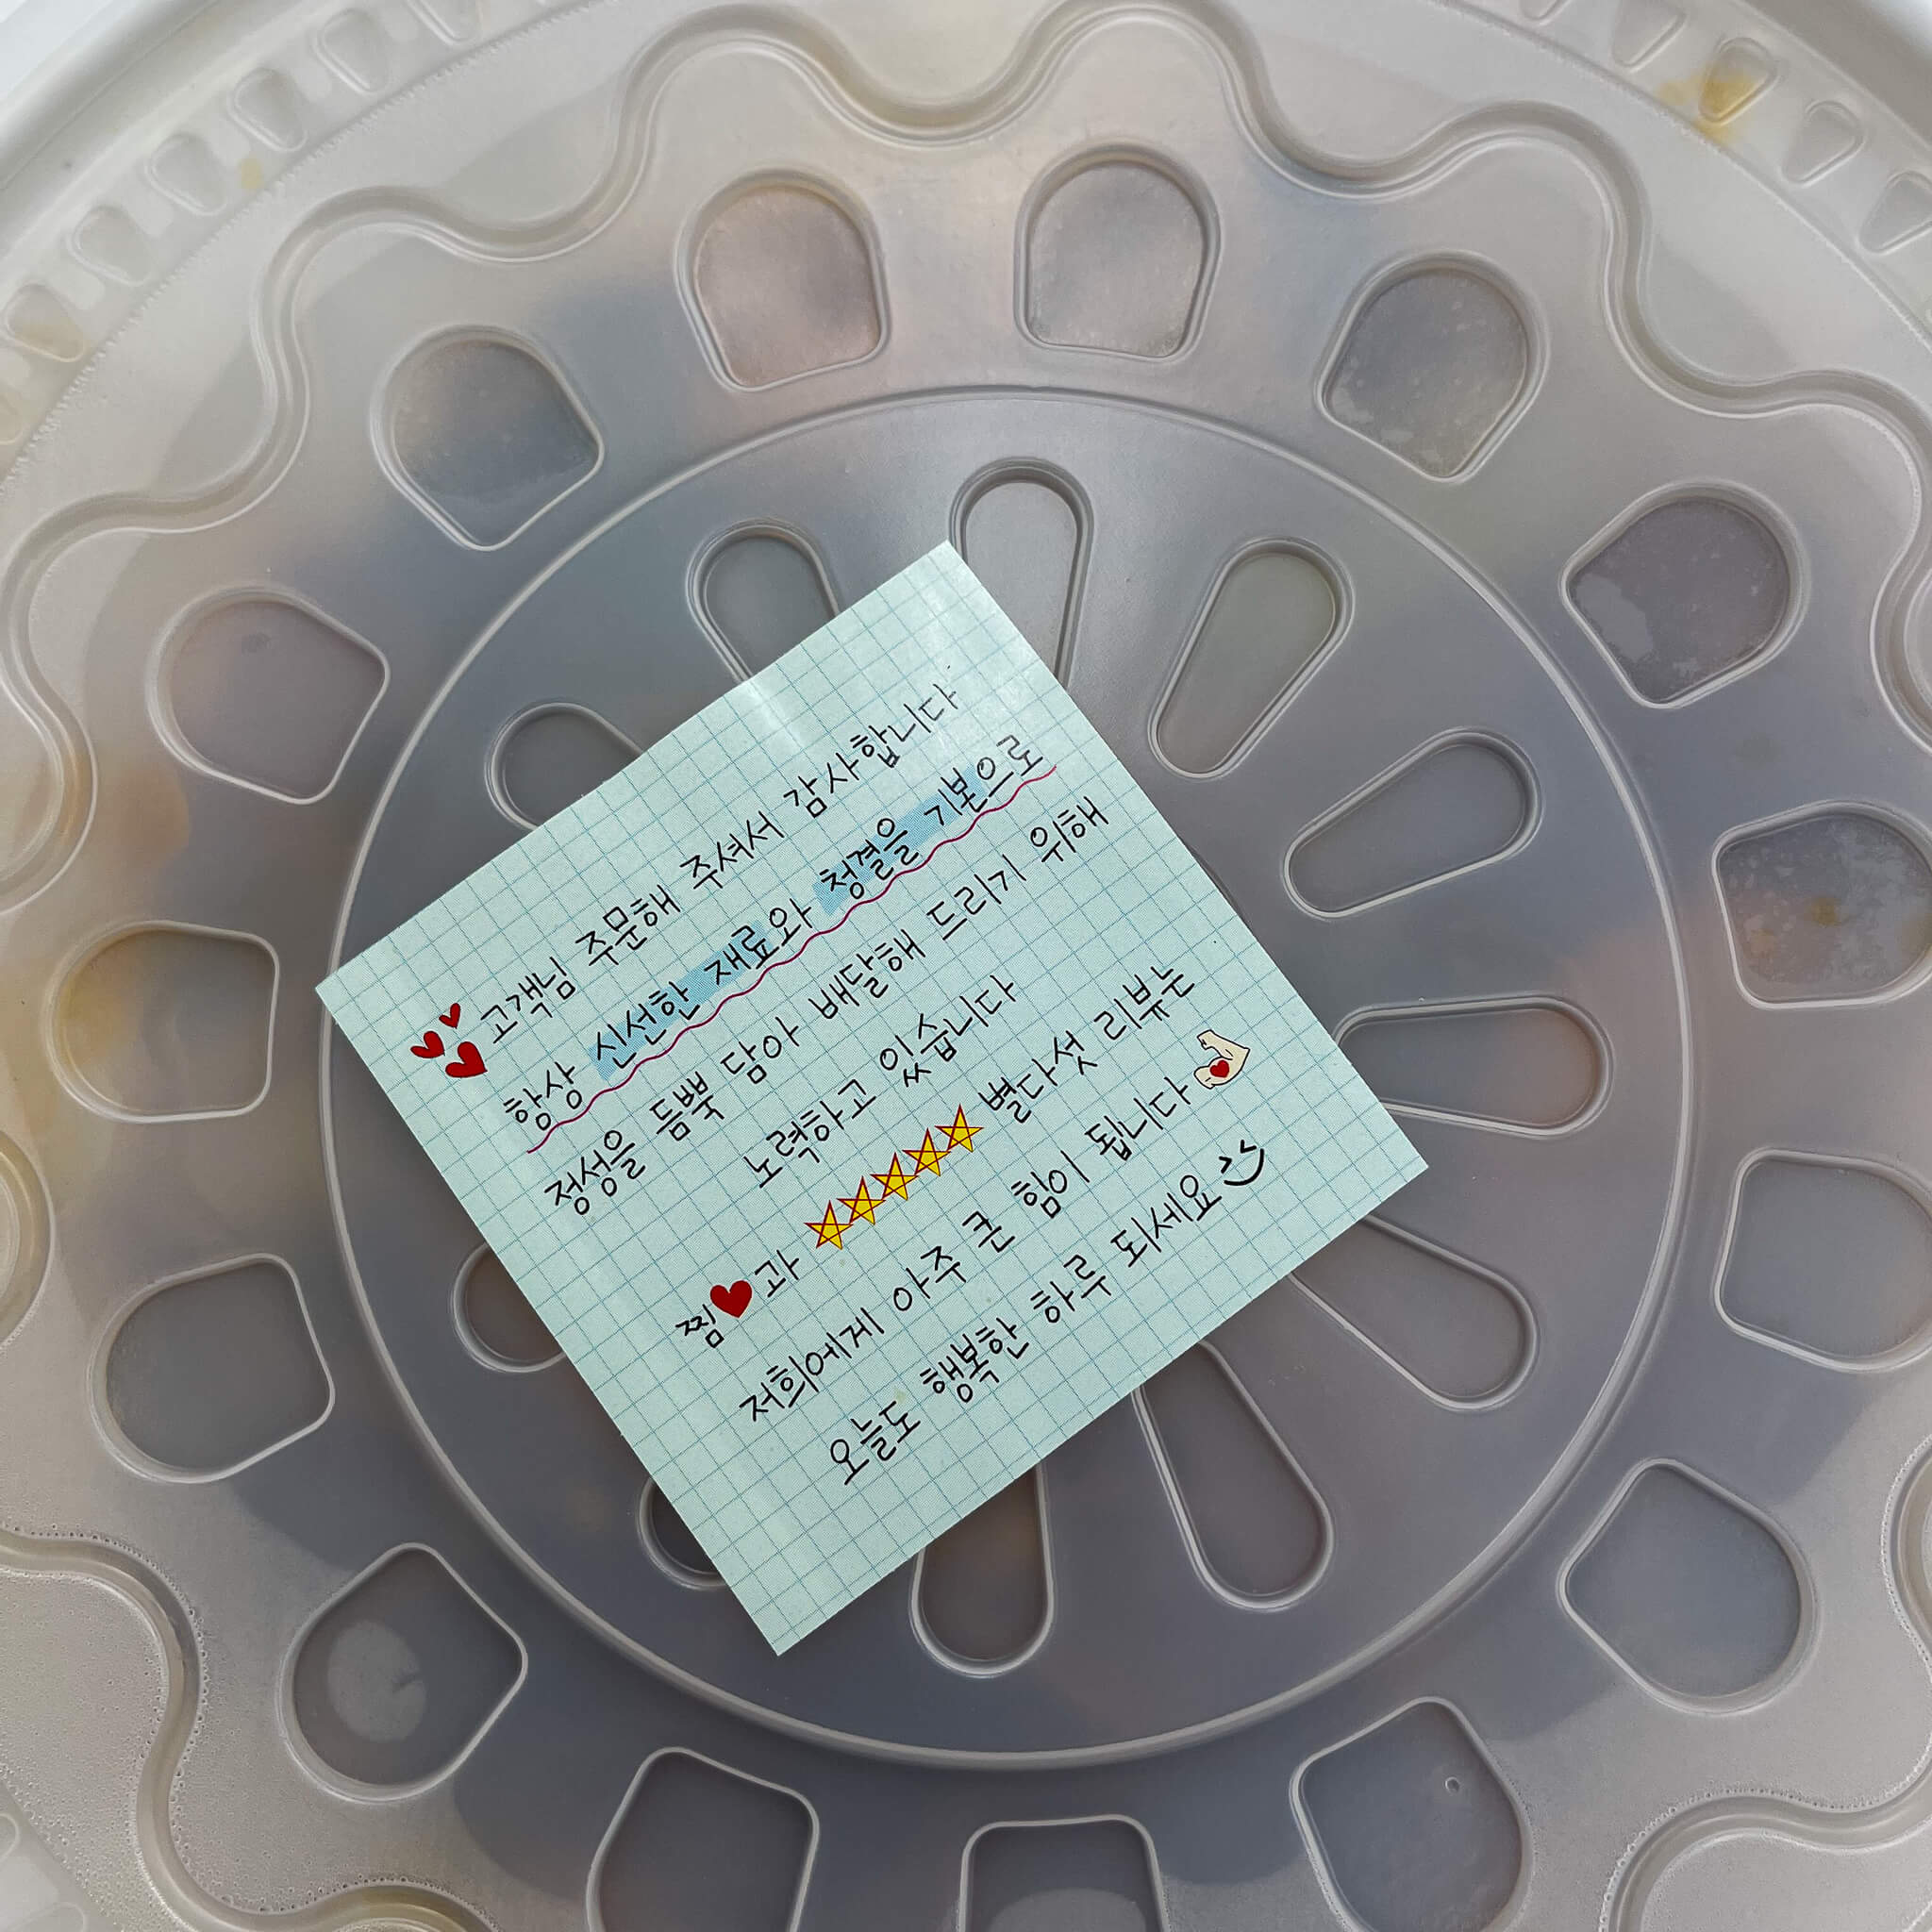 고객님 주문해 주셔서 감사합니다
항상 신선한 재료와 청결을 기본으로
정성을 듬뿍 담아 배달해 드리기 위해
노력하고 있습니다
찜♥과 ★★★★★ 별다섯 리뷰는
저희에게 아주 큰 힘이 됩니다
오늘도 행복한 하루 되세요